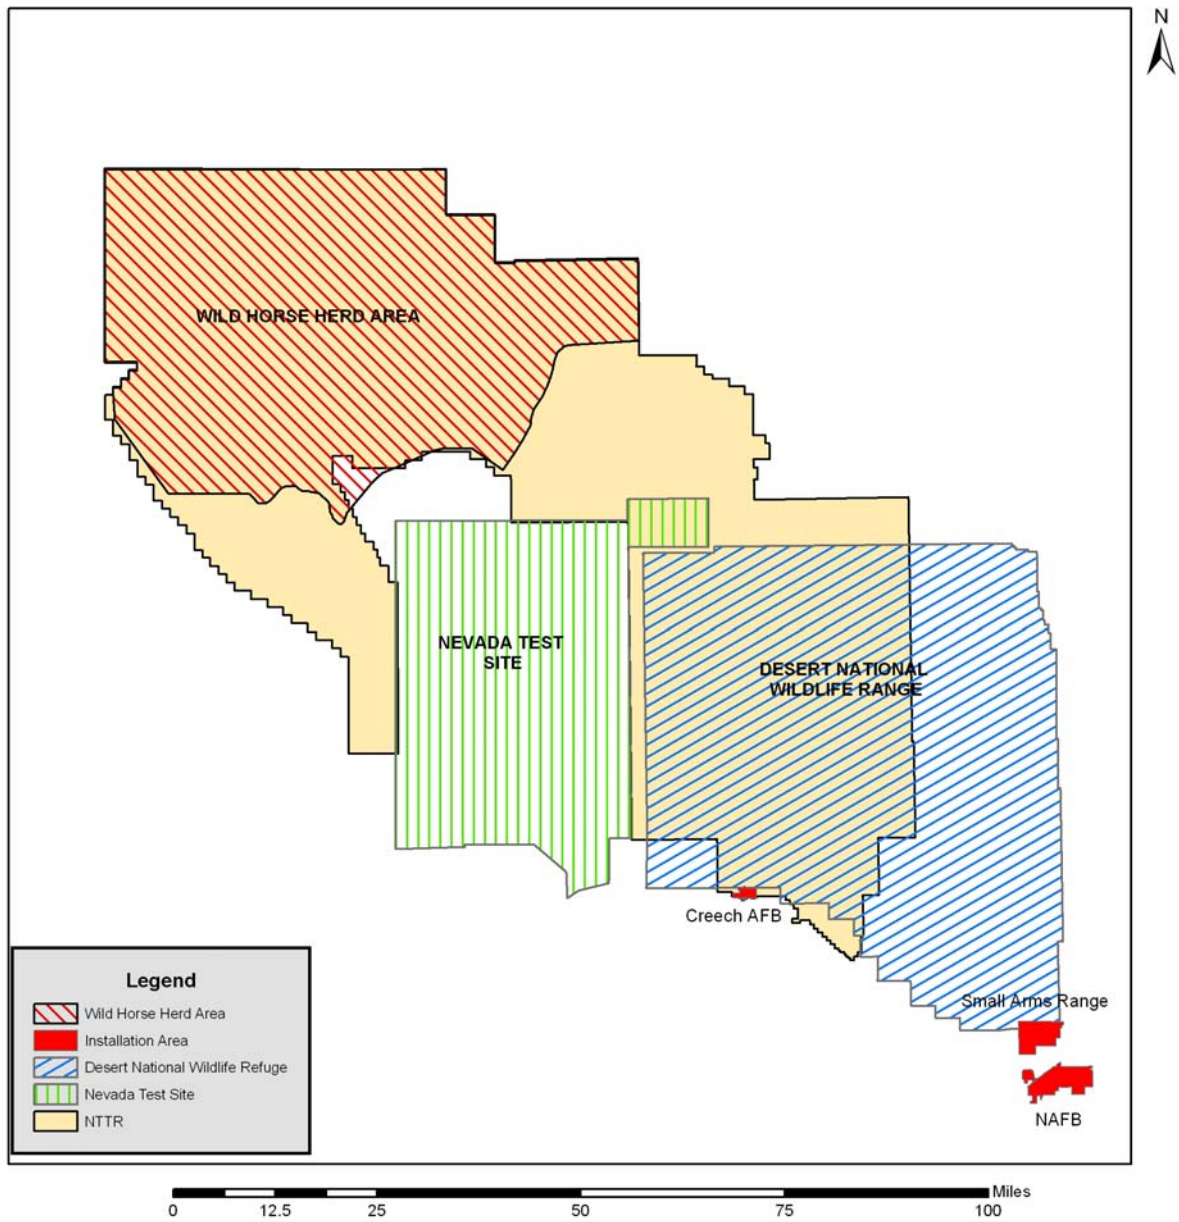 N
WILD HORSE HERD AREA
NEVADA TEST
SITE
DESERT NATIONAL
WILDLIFE RANGE
Creech AFB
Small Arms Range
NAFB
Legend
Wild Horse Herd Area
Installation Area
Desert National Wildlife Refuge
Nevada Test Site
NTTR
Miles
0 12.5 25 50 75 100